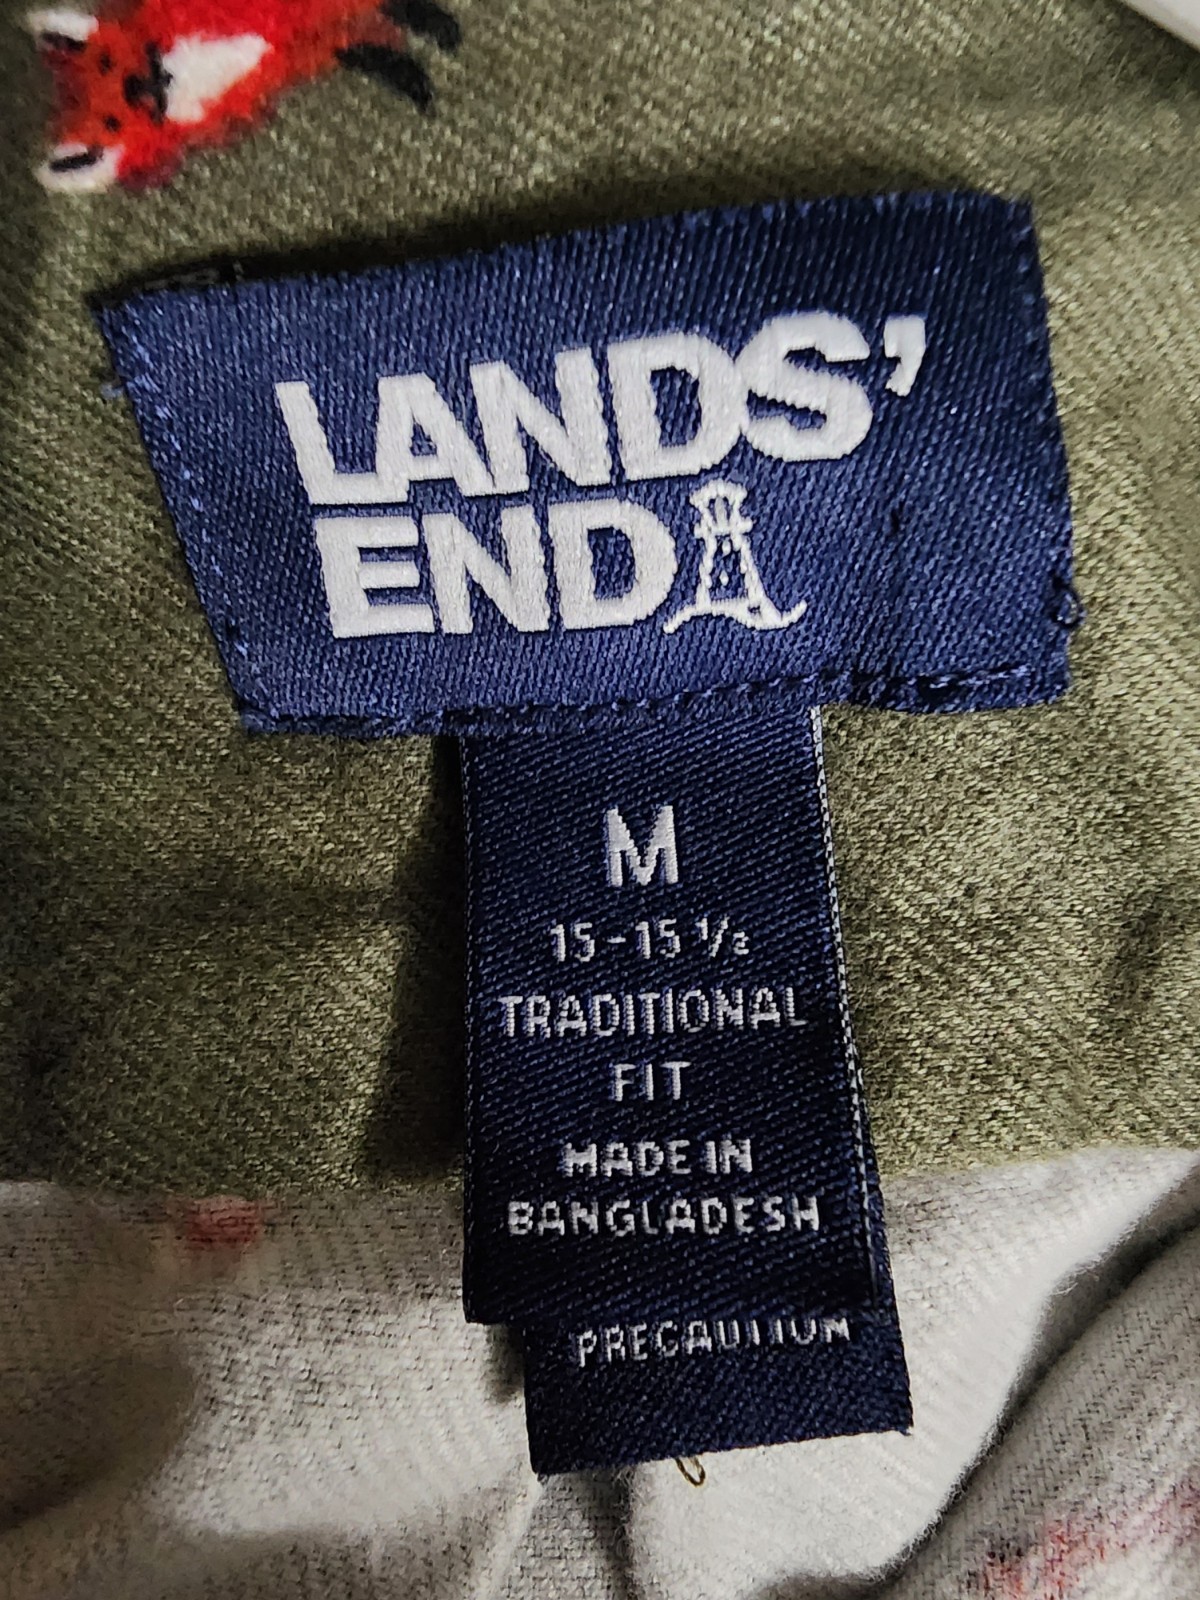 LANDS'
END
M
15-15 1/2
TRADITIONAL
FIT
MADE IN
BANGLADESH
PRECAUTION